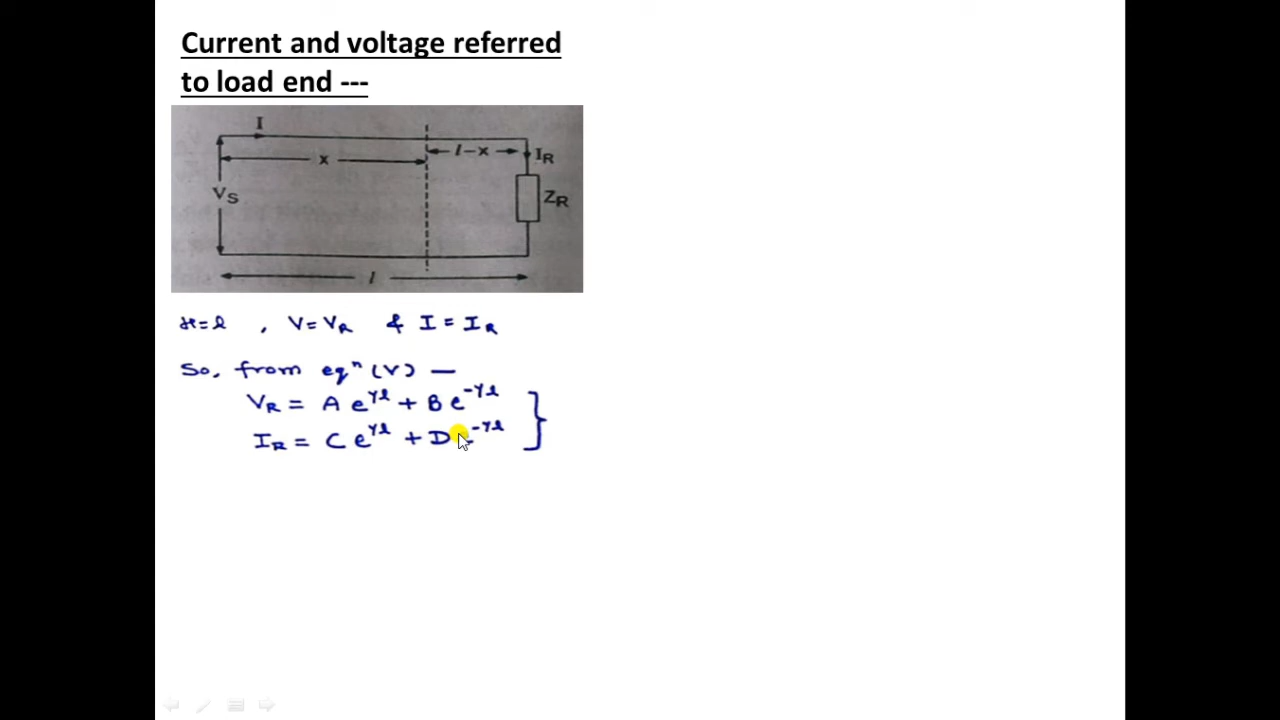 Current and voltage referred
to load end ---
I
x
l-x
I_R
V_S
Z_R
l
x=l , V=V_R & I=I_R
So, from eqⁿ (V) —
V_R = A e^{γl} + B e^{-γl}
I_R = C e^{γl} + D e^{-γl}